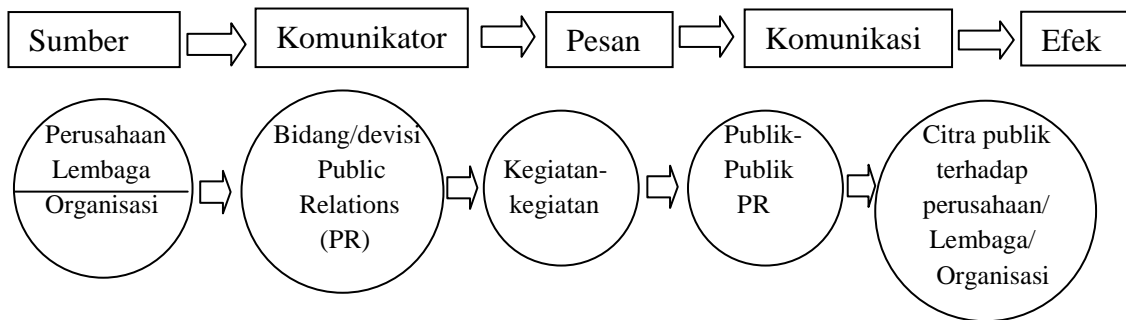 Sumber
Komunikator
Pesan
Komunikasi
Efek
Perusahaan
Lembaga
Organisasi
Bidang/devisi
Public
Relations
(PR)
Kegiatan-
kegiatan
Publik-
Publik
PR
Citra publik
terhadap
perusahaan/
Lembaga/
Organisasi